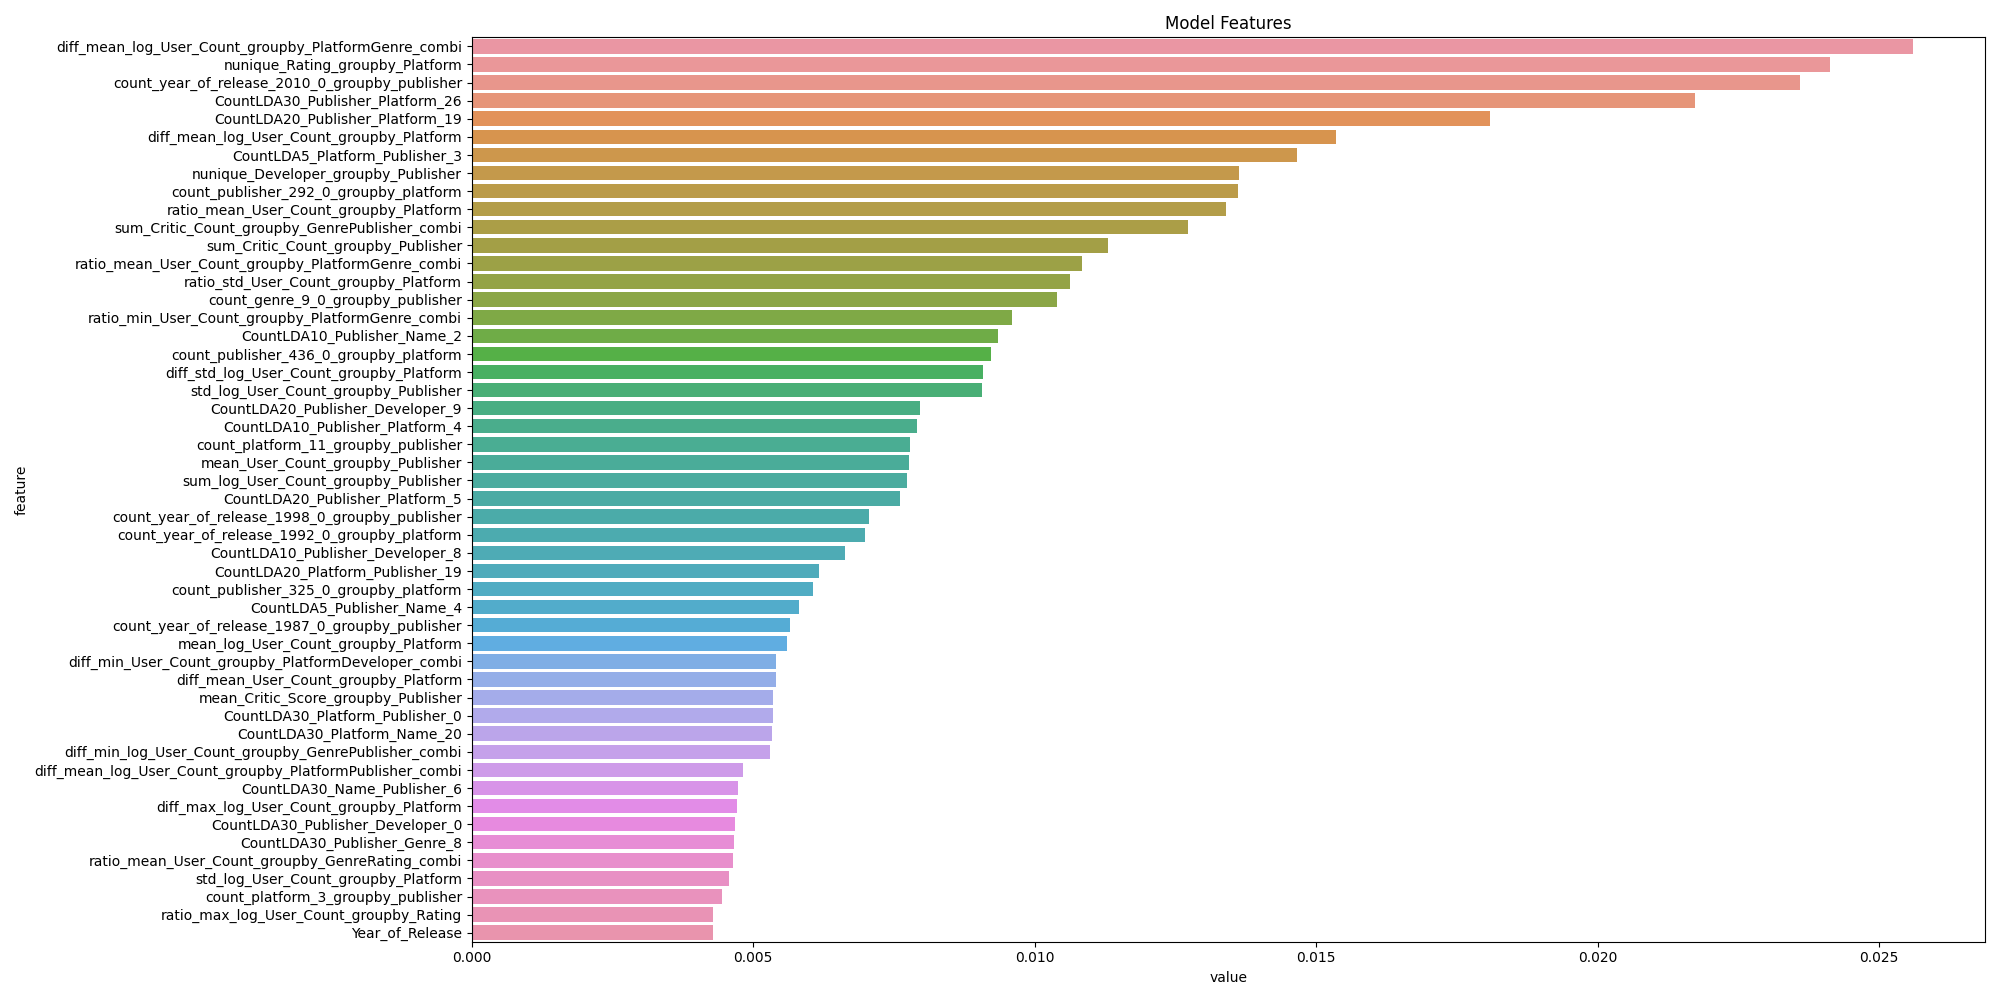 Model Features
feature
diff_mean_log_User_Count_groupby_PlatformGenre_combi
nunique_Rating_groupby_Platform
count_year_of_release_2010_0_groupby_publisher
CountLDA30_Publisher_Platform_26
CountLDA20_Publisher_Platform_19
diff_mean_log_User_Count_groupby_Platform
CountLDA5_Platform_Publisher_3
nunique_Developer_groupby_Publisher
count_publisher_292_0_groupby_platform
ratio_mean_User_Count_groupby_Platform
sum_Critic_Count_groupby_GenrePublisher_combi
sum_Critic_Count_groupby_Publisher
ratio_mean_User_Count_groupby_PlatformGenre_combi
ratio_std_User_Count_groupby_Platform
count_genre_9_0_groupby_publisher
ratio_min_User_Count_groupby_PlatformGenre_combi
CountLDA10_Publisher_Name_2
count_publisher_436_0_groupby_platform
diff_std_log_User_Count_groupby_Platform
std_log_User_Count_groupby_Publisher
CountLDA20_Publisher_Developer_9
CountLDA10_Publisher_Platform_4
count_platform_11_groupby_publisher
mean_User_Count_groupby_Publisher
sum_log_User_Count_groupby_Publisher
CountLDA20_Publisher_Platform_5
count_year_of_release_1998_0_groupby_publisher
count_year_of_release_1992_0_groupby_platform
CountLDA10_Publisher_Developer_8
CountLDA20_Platform_Publisher_19
count_publisher_325_0_groupby_platform
CountLDA5_Publisher_Name_4
count_year_of_release_1987_0_groupby_publisher
mean_log_User_Count_groupby_Platform
diff_min_User_Count_groupby_PlatformDeveloper_combi
diff_mean_User_Count_groupby_Platform
mean_Critic_Score_groupby_Publisher
CountLDA30_Platform_Publisher_0
CountLDA30_Platform_Name_20
diff_min_log_User_Count_groupby_GenrePublisher_combi
diff_mean_log_User_Count_groupby_PlatformPublisher_combi
CountLDA30_Name_Publisher_6
diff_max_log_User_Count_groupby_Platform
CountLDA30_Publisher_Developer_0
CountLDA30_Publisher_Genre_8
ratio_mean_User_Count_groupby_GenreRating_combi
std_log_User_Count_groupby_Platform
count_platform_3_groupby_publisher
ratio_max_log_User_Count_groupby_Rating
Year_of_Release
0.000 0.005 0.010 0.015 0.020 0.025
value